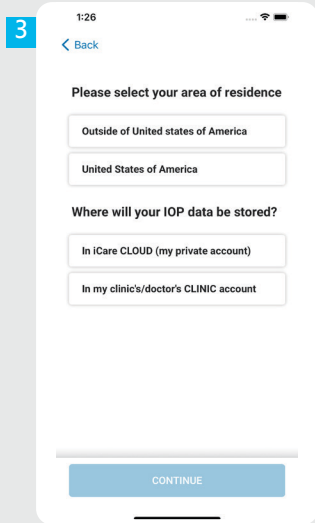 3
1:26
Back
Please select your area of residence
Outside of United states of America
United States of America
Where will your IOP data be stored?
In iCare CLOUD (my private account)
In my clinic's/doctor's CLINIC account
CONTINUE